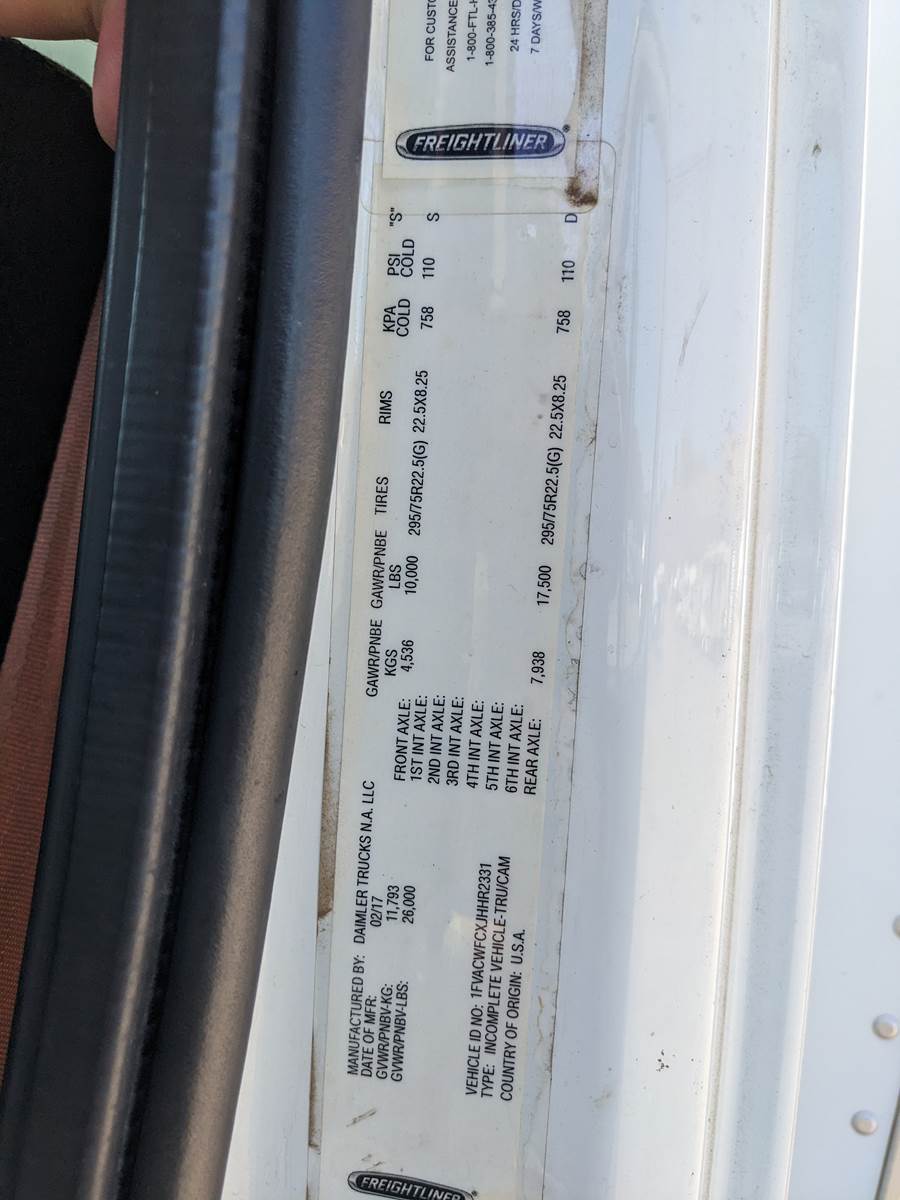 FREIGHTLINER
MANUFACTURED BY: DAIMLER TRUCKS N.A. LLC
DATE OF MFR: 02/17
GVWR/PNBV-KG: 11,793
GVWR/PNBV-LBS: 26,000
VEHICLE ID NO: 1FVACWFCXJHHR2331
TYPE: INCOMPLETE VEHICLE-TRU/CAM
COUNTRY OF ORIGIN: U.S.A.
GAWR/PNBE GAWR/PNBE TIRES RIMS KPA PSI "S"
KGS LBS COLD COLD
FRONT AXLE: 4,536 10,000 295/75R22.5(G) 22.5X8.25 758 110 S
1ST INT AXLE:
2ND INT AXLE:
3RD INT AXLE:
4TH INT AXLE:
5TH INT AXLE:
6TH INT AXLE:
REAR AXLE: 7,938 17,500 295/75R22.5(G) 22.5X8.25 758 110 D
FREIGHTLINER
FOR
ASSISTANCE
1-800-FTL-
1-800-385-
24 HRS/
7 DAYS/